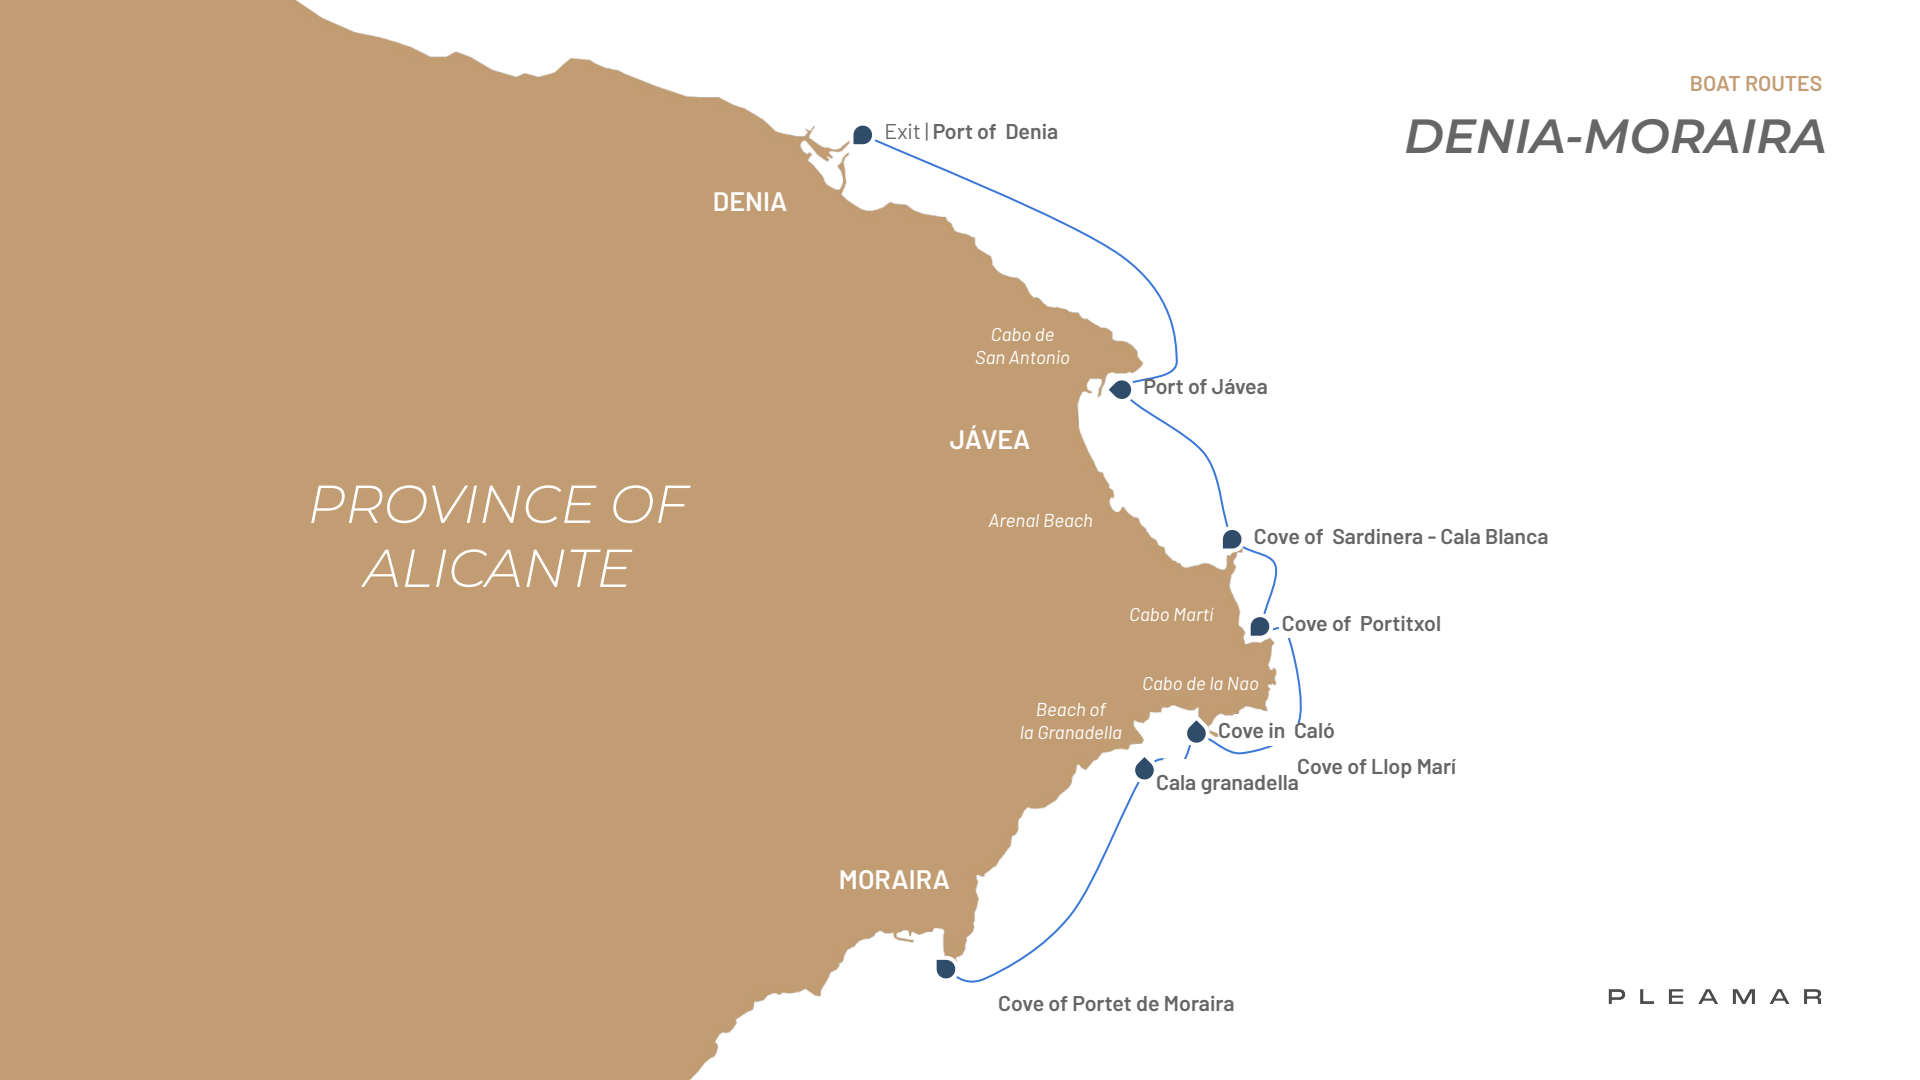 BOAT ROUTES
DENIA-MORAIRA
Exit | Port of Denia
DENIA
Cabo de
San Antonio
Port of Jávea
JÁVEA
PROVINCE OF
ALICANTE
Arenal Beach
Cove of Sardinera - Cala Blanca
Cabo Martí
Cove of Portitxol
Cabo de la Nao
Beach of
la Granadella
Cove in Caló
Cove of Llop Marí
Cala granadella
MORAIRA
Cove of Portet de Moraira
PLEAMAR